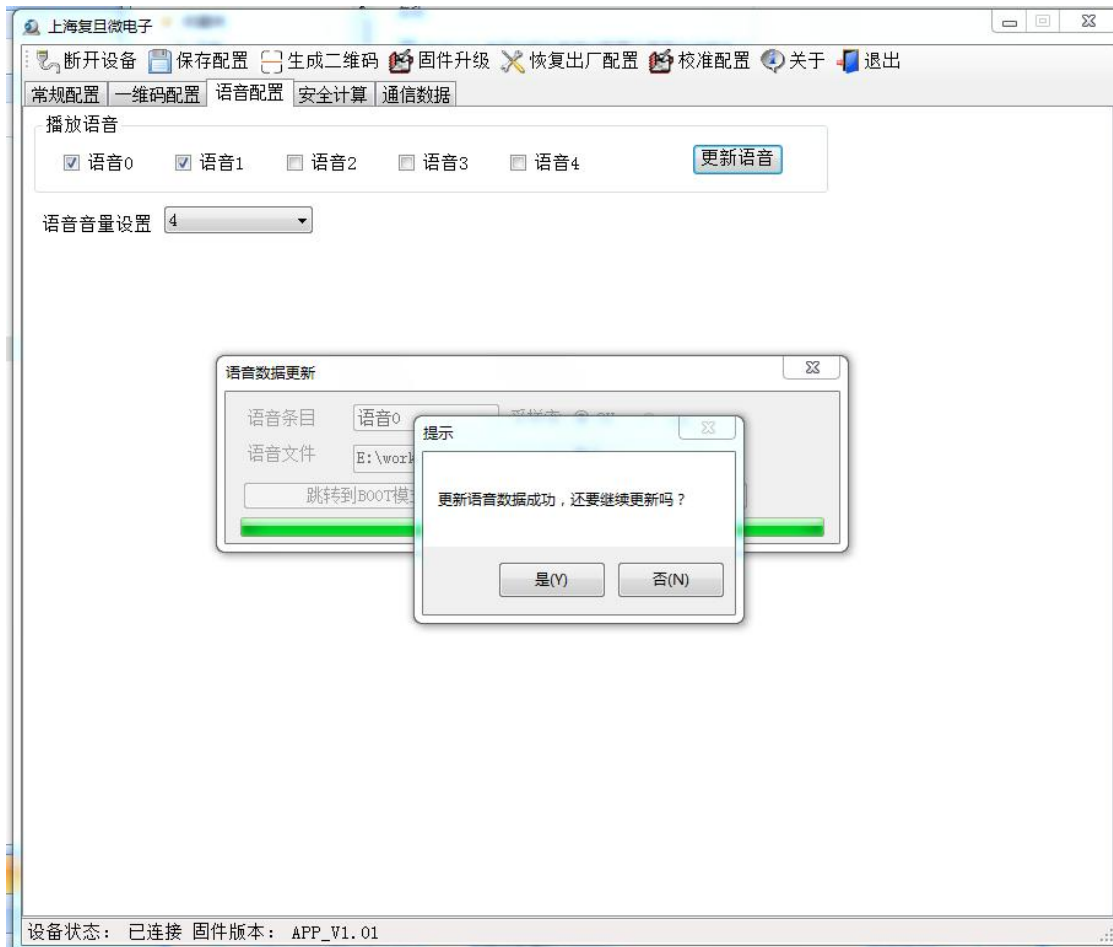 上海复旦微电子
断开设备 保存配置 生成二维码 固件升级 恢复出厂配置 校准配置 关于 退出
常规配置 一维码配置 语音配置 安全计算 通信数据
播放语音
语音0 语音1 语音2 语音3 语音4 更新语音
语音音量设置 4
语音数据更新
语音条目 语音0
语音文件 E:\work
跳转到BOOT模
提示
更新语音数据成功，还要继续更新吗？
是(Y) 否(N)
设备状态： 已连接 固件版本： APP_V1.01